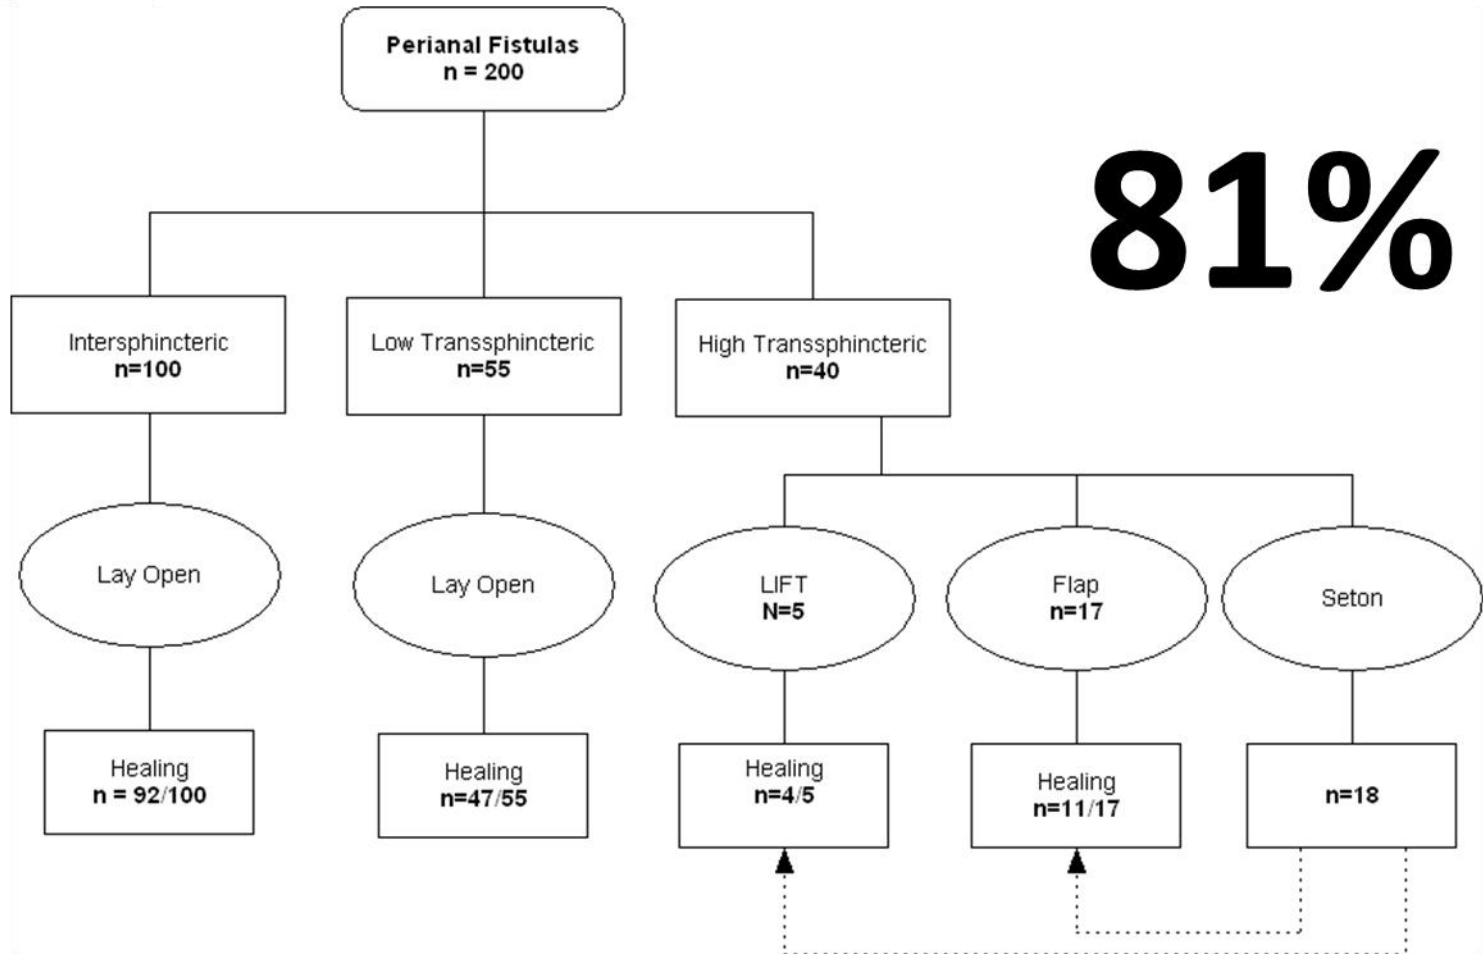 Perianal Fistulas
n = 200
81%
Intersphincteric
n=100
Low Transsphincteric
n=55
High Transsphincteric
n=40
Lay Open
Lay Open
LIFT
N=5
Flap
n=17
Seton
Healing
n = 92/100
Healing
n=47/55
Healing
n=4/5
Healing
n=11/17
n=18